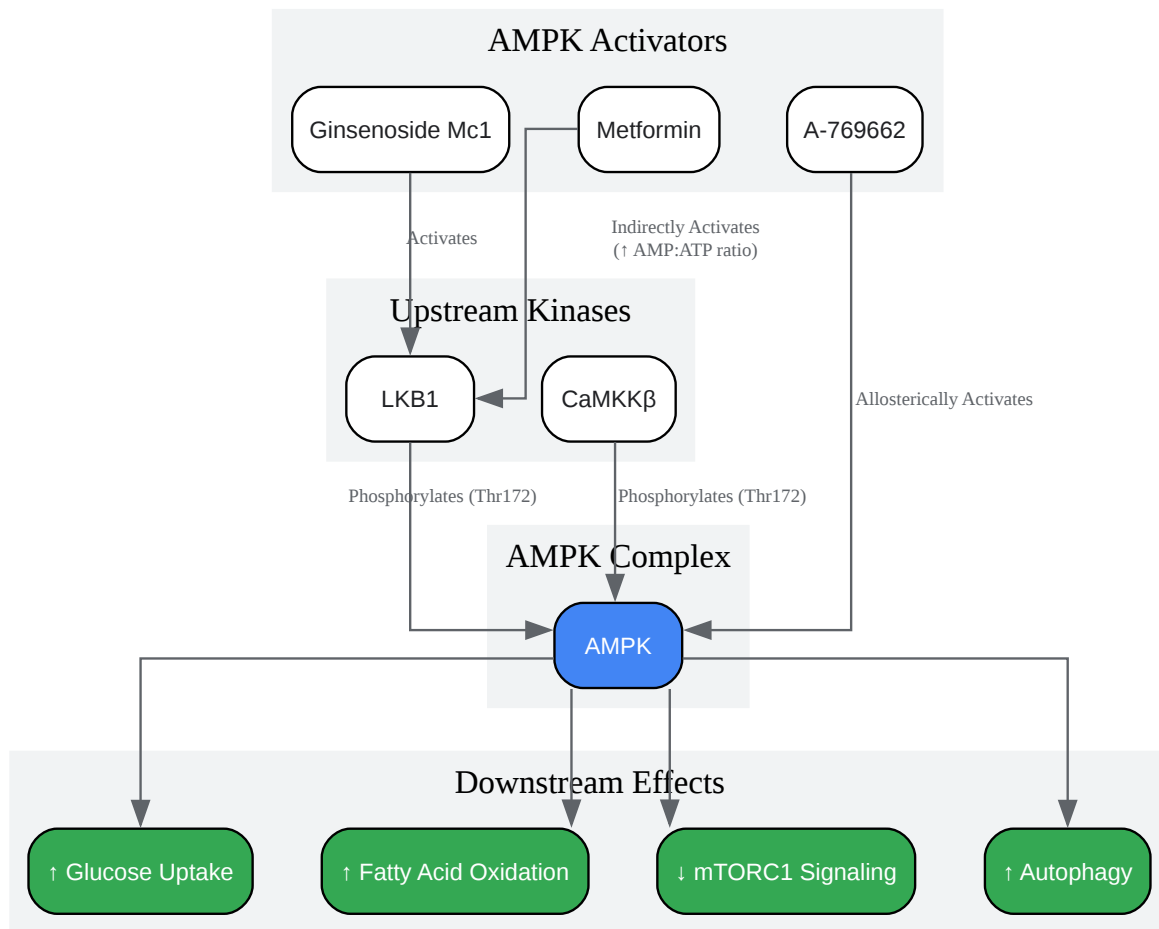 AMPK Activators
Ginsenoside Mc1
Metformin
A-769662
Activates
Indirectly Activates
(↑ AMP:ATP ratio)
Upstream Kinases
LKB1
CaMKKβ
Allosterically Activates
Phosphorylates (Thr172)
Phosphorylates (Thr172)
AMPK Complex
AMPK
Downstream Effects
↑ Glucose Uptake
↑ Fatty Acid Oxidation
↓ mTORC1 Signaling
↑ Autophagy